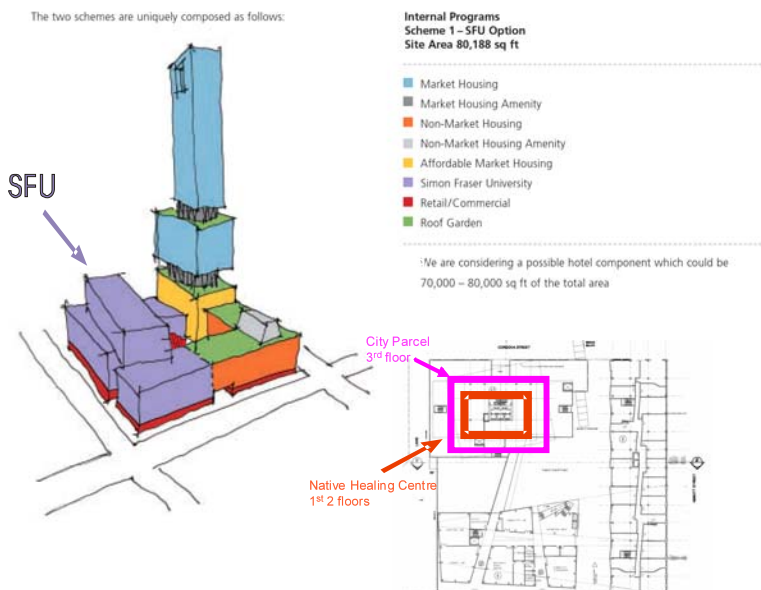 The two schemes are uniquely composed as follows:
Internal Programs
Scheme 1 – SFU Option
Site Area 80,188 sq ft
Market Housing
Market Housing Amenity
Non-Market Housing
Non-Market Housing Amenity
Affordable Market Housing
Simon Fraser University
Retail/Commercial
Roof Garden
We are considering a possible hotel component which could be
70,000 – 80,000 sq ft of the total area
SFU
City Parcel
3rd floor
CORDOVA STREET
Native Healing Centre
1st 2 floors